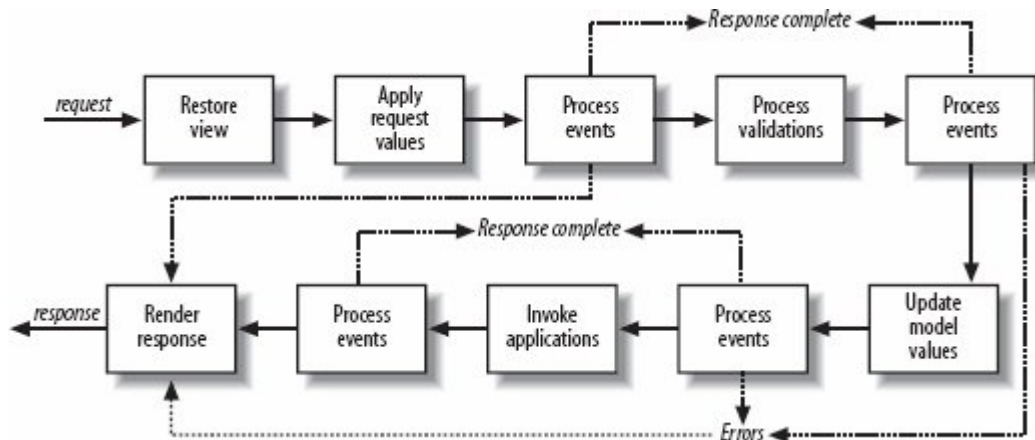 Response complete
request
Restore
view
Apply
request
values
Process
events
Process
validations
Process
events
Response complete
response
Render
response
Process
events
Invoke
applications
Process
events
Update
model
values
Errors